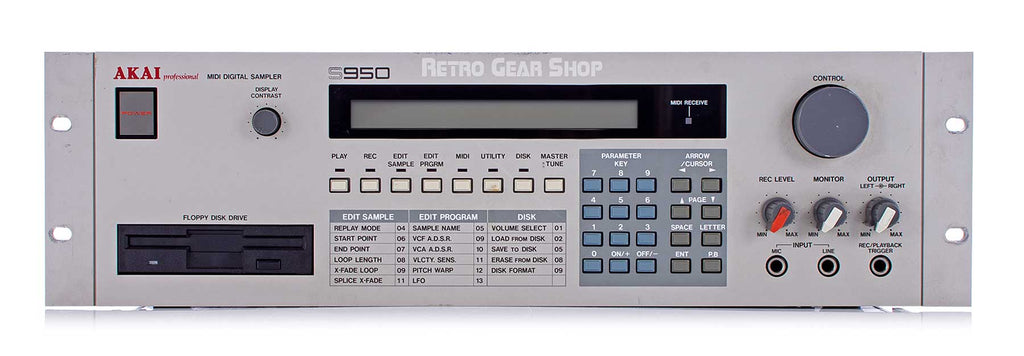 RETRO GEAR SHOP
AKAI professional MIDI DIGITAL SAMPLER
S950
CONTROL
POWER
DISPLAY CONTRAST
MIDI RECEIVE
PLAY REC EDIT SAMPLE EDIT PRGRM MIDI UTILITY DISK MASTER TUNE
PARAMETER KEY
ARROW /CURSOR
◀ ▶
7 8 9
4 5 6
▲ PAGE ▼
1 2 3
SPACE LETTER
0 ON/+ OFF/−
ENT P.B
REC LEVEL MONITOR OUTPUT
LEFT RIGHT
MIN MAX MIN MAX MIN MAX
INPUT
MIC LINE
REC/PLAYBACK TRIGGER
FLOPPY DISK DRIVE
EDIT SAMPLE EDIT PROGRAM DISK
REPLAY MODE 04 SAMPLE NAME 05 VOLUME SELECT 01
START POINT 06 VCF A.D.S.R. 09 LOAD FROM DISK 02
END POINT 07 VCA A.D.S.R. 10 SAVE TO DISK 05
LOOP LENGTH 08 VLCTY. SENS. 11 ERASE FROM DISK 08
X-FADE LOOP 09 PITCH WARP 12 DISK FORMAT 09
SPLICE X-FADE 11 LFO 13